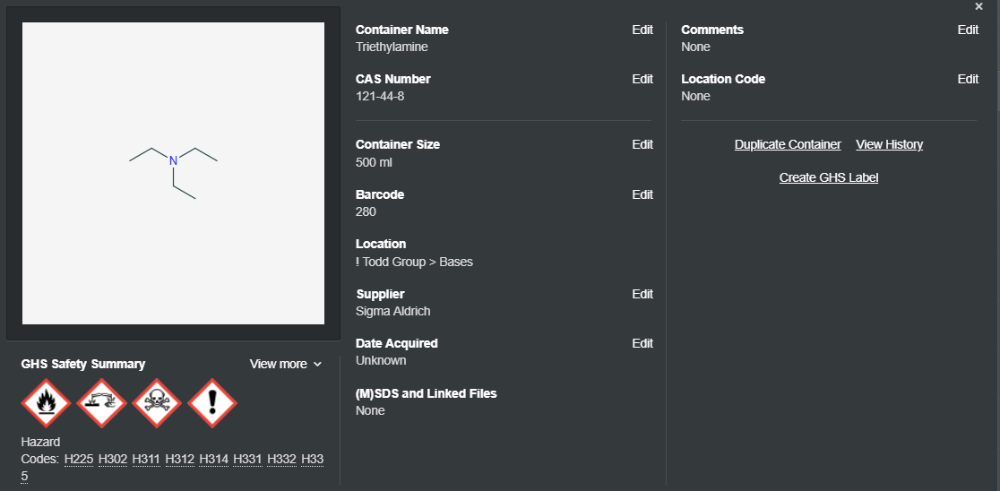 ×
Container Name Edit
Triethylamine
CAS Number Edit
121-44-8
Container Size Edit
500 ml
Barcode Edit
280
Location
! Todd Group > Bases
Supplier Edit
Sigma Aldrich
Date Acquired Edit
Unknown
(M)SDS and Linked Files
None
Comments Edit
None
Location Code Edit
None
Duplicate Container View History
Create GHS Label
N
GHS Safety Summary View more
Hazard
Codes: H225 H302 H311 H312 H314 H331 H332 H33
5